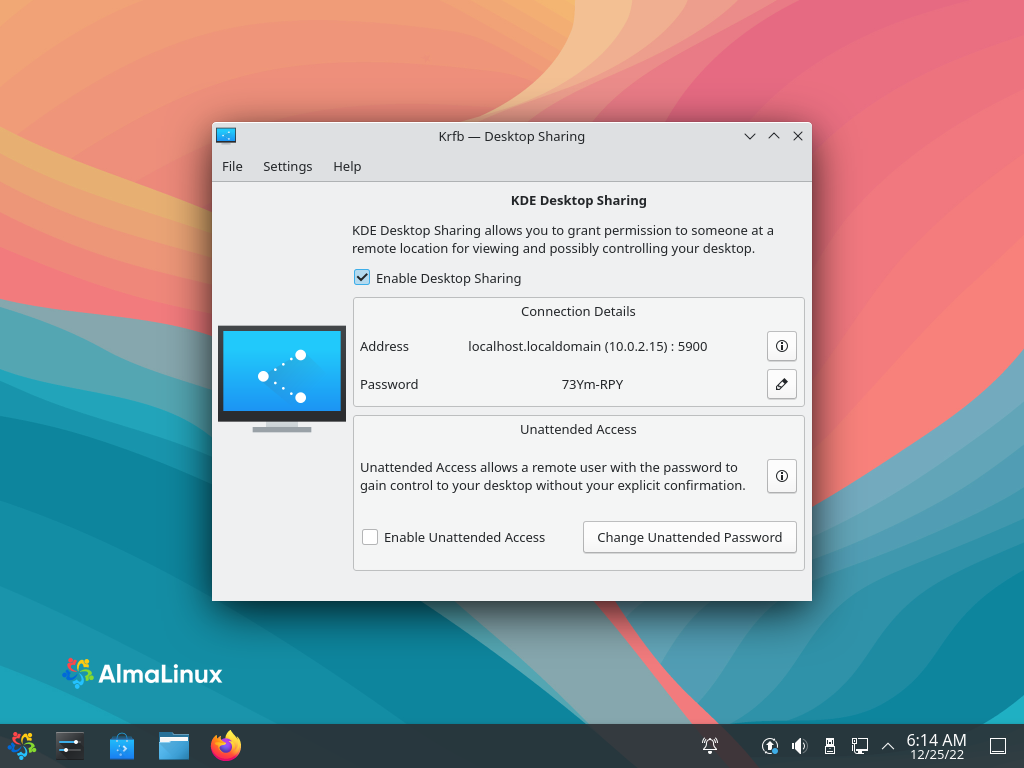 Krfb — Desktop Sharing
File Settings Help
KDE Desktop Sharing
KDE Desktop Sharing allows you to grant permission to someone at a
remote location for viewing and possibly controlling your desktop.
Enable Desktop Sharing
Connection Details
Address localhost.localdomain (10.0.2.15) : 5900
Password 73Ym-RPY
Unattended Access
Unattended Access allows a remote user with the password to
gain control to your desktop without your explicit confirmation.
Enable Unattended Access Change Unattended Password
AlmaLinux
6:14 AM
12/25/22